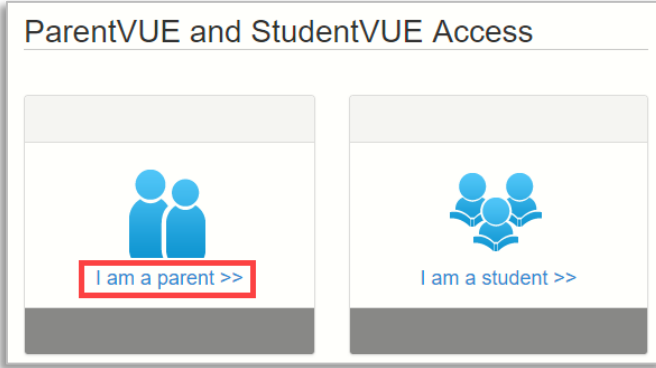 ParentVUE and StudentVUE Access
I am a parent >>
I am a student >>